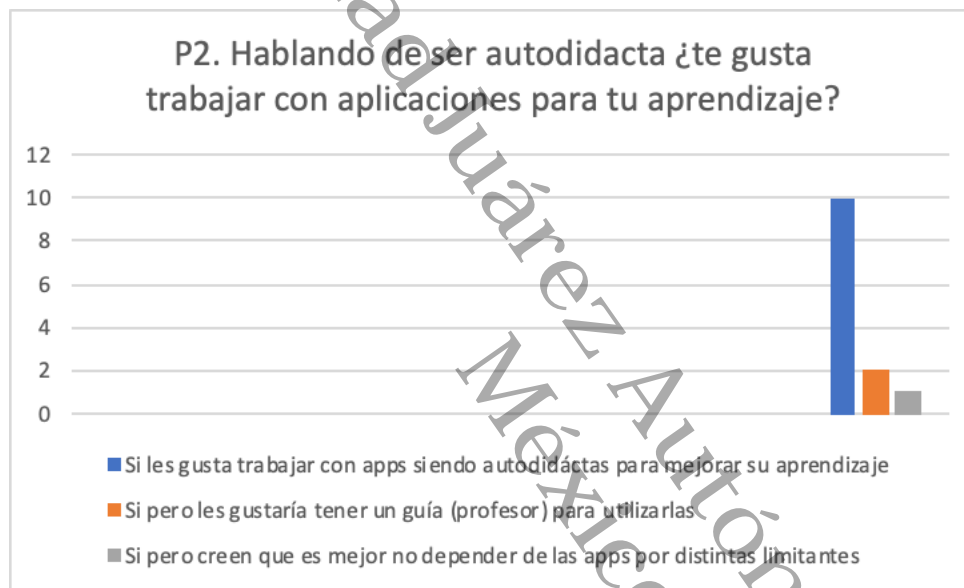 P2. Hablando de ser autodidacta ¿te gusta
trabajar con aplicaciones para tu aprendizaje?
12
10
8
6
4
2
0
Si les gusta trabajar con apps siendo autodidáctas para mejorar su aprendizaje
Si pero les gustaría tener un guía (profesor) para utilizarlas
Si pero creen que es mejor no depender de las apps por distintas limitantes
Juárez
México